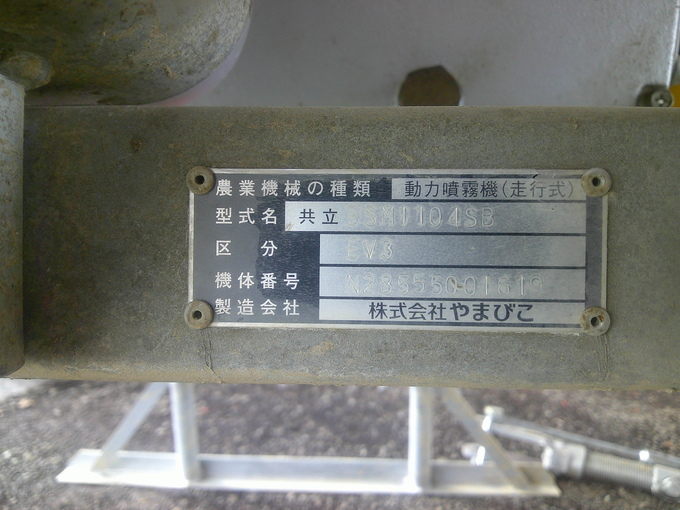 農業機械の種類 動力噴霧機(走行式)
型式名 共立 SSM1104SB
区分 EV3
機体番号
製造会社 株式会社やまびこ